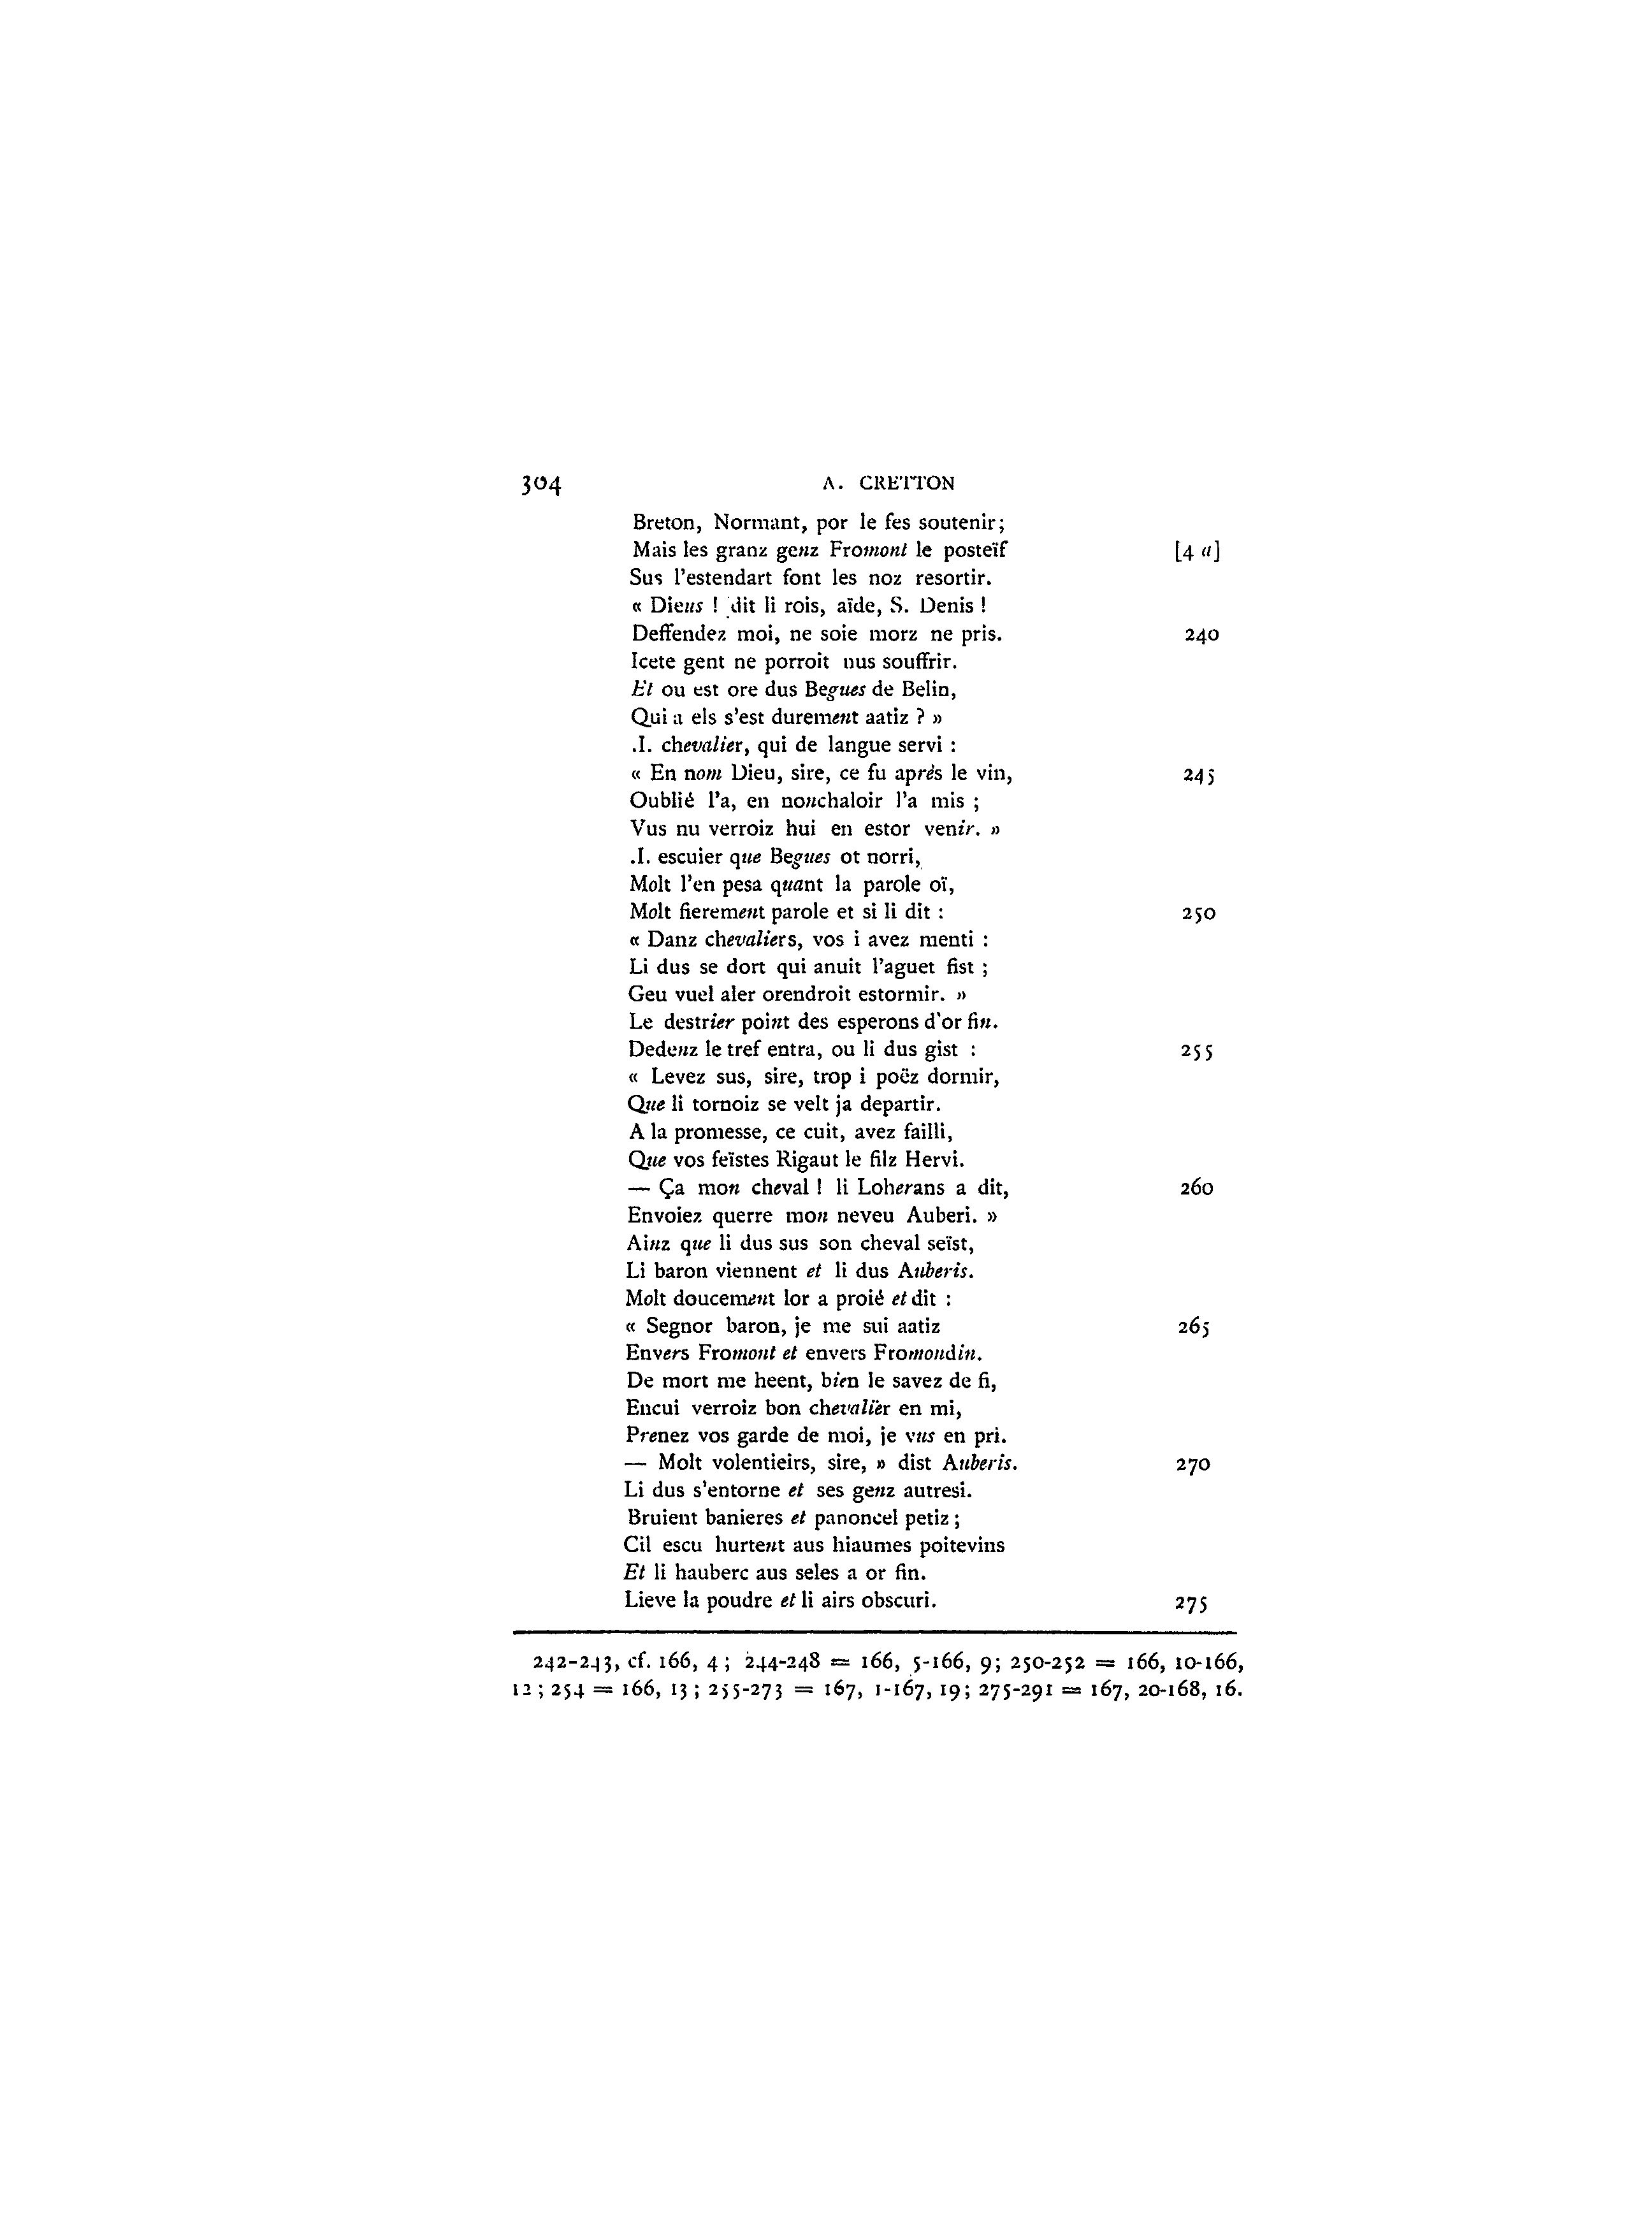 304 A. CRETTON
Breton, Normant, por le fes soutenir;
Mais les granz genz Fromont le posteïf [4 a]
Sus l'estendart font les noz resortir.
« Dieus ! dit li rois, aïde, S. Denis !
Deffendez moi, ne soie morz ne pris. 240
Icete gent ne porroit nus souffrir.
Et ou est ore dus Begues de Belin,
Qui a els s'est durement aatiz ? »
.I. chevalier, qui de langue servi :
« En nom Dieu, sire, ce fu aprés le vin, 245
Oublié l'a, en nonchaloir l'a mis ;
Vus nu verroiz hui en estor venir. »
.I. escuier que Begues ot norri,
Molt l'en pesa quant la parole oï,
Molt fierement parole et si li dit : 250
« Danz chevaliers, vos i avez menti :
Li dus se dort qui anuit l'aguet fist ;
Geu vuel aler orendroit estormir. »
Le destrier point des esperons d'or fin.
Dedenz le tref entra, ou li dus gist : 255
« Levez sus, sire, trop i poëz dormir,
Que li tornoiz se velt ja departir.
A la promesse, ce cuit, avez failli,
Que vos feïstes Rigaut le filz Hervi.
— Ça mon cheval ! li Loherans a dit, 260
Envoiez querre mon neveu Auberi. »
Ainz que li dus sus son cheval seïst,
Li baron viennent et li dus Auberis.
Molt doucement lor a proié et dit :
« Segnor baron, je me sui aatiz 265
Envers Fromont et envers Fromondin.
De mort me heent, bien le savez de fi,
Encui verroiz bon chevalïer en mi,
Prenez vos garde de moi, je vus en pri.
— Molt volentieirs, sire, » dist Auberis. 270
Li dus s'entorne et ses genz autresi.
Bruient banieres et panoncel petiz ;
Cil escu hurtent aus hiaumes poitevins
Et li hauberc aus seles a or fin.
Lieve la poudre et li airs obscuri. 275
242-243, cf. 166, 4 ; 244-248 = 166, 5-166, 9; 250-252 = 166, 10-166,
12 ; 254 = 166, 13 ; 255-273 = 167, 1-167, 19; 275-291 = 167, 20-168, 16.